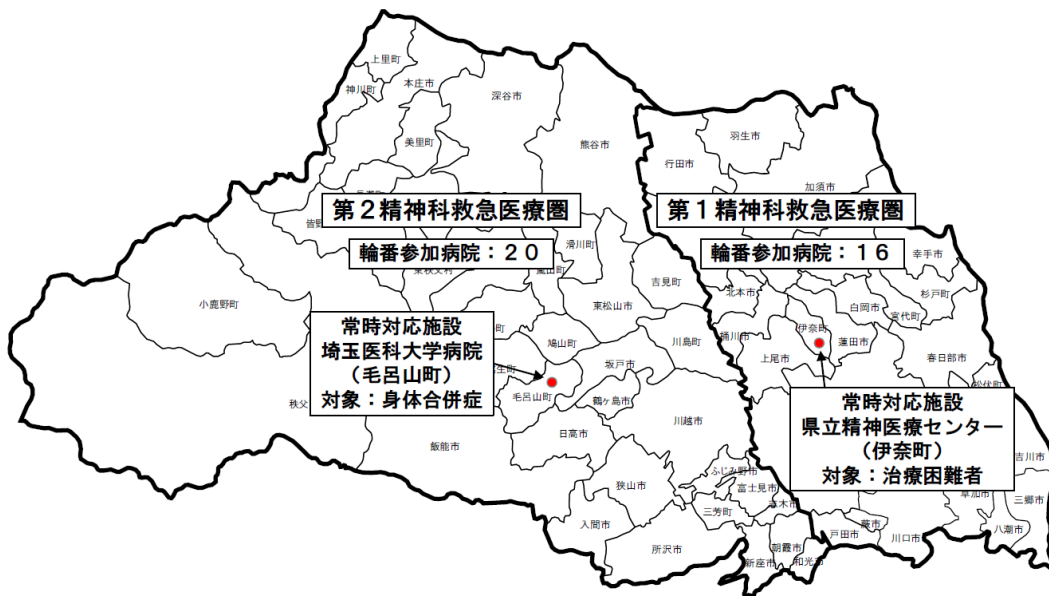 上里町
本庄市
神川町
深谷市
美里町
熊谷市
羽生市
行田市
加須市
第２精神科救急医療圏
第１精神科救急医療圏
輪番参加病院：２０
輪番参加病院：１６
滑川町
吉見町
幸手市
杉戸町
北本市
白岡市
宮代町
小鹿野町
東松山市
伊奈町
蓮田市
桶川市
上尾市
春日部市
松伏町
常時対応施設
埼玉医科大学病院
（毛呂山町）
対象：身体合併症
鳩山町
川島町
坂戸市
毛呂山町
鶴ヶ島市
川越市
日高市
飯能市
常時対応施設
県立精神医療センター
（伊奈町）
対象：治療困難者
ふじみ野市
富士見市
狭山市
三芳町
入間市
所沢市
吉川市
草加市
三郷市
八潮市
戸田市
蕨市
川口市
朝霞市
新座市
和光市